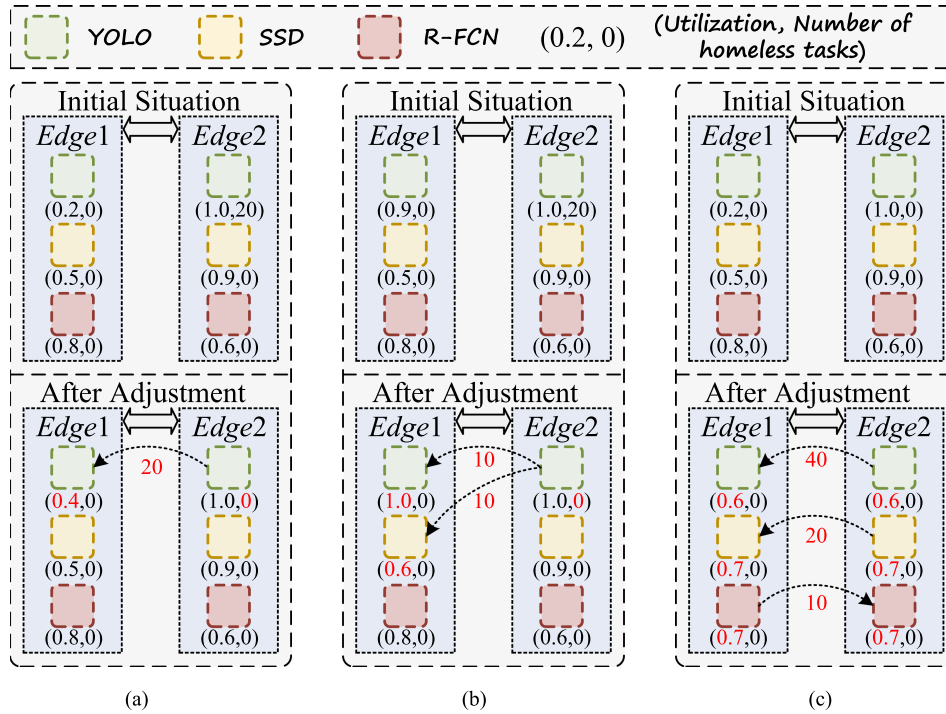 YOLO SSD R-FCN (0.2, 0) (Utilization, Number of
homeless tasks)
Initial Situation
Edge1 Edge2
(0.2,0) (1.0,20)
(0.5,0) (0.9,0)
(0.8,0) (0.6,0)
After Adjustment
Edge1 Edge2
20
(0.4,0) (1.0,0)
(0.5,0) (0.9,0)
(0.8,0) (0.6,0)
(a)
Initial Situation
Edge1 Edge2
(0.9,0) (1.0,20)
(0.5,0) (0.9,0)
(0.8,0) (0.6,0)
After Adjustment
Edge1 Edge2
10
(1.0,0) 10 (1.0,0)
(0.6,0) (0.9,0)
(0.8,0) (0.6,0)
(b)
Initial Situation
Edge1 Edge2
(0.2,0) (1.0,0)
(0.5,0) (0.9,0)
(0.8,0) (0.6,0)
After Adjustment
Edge1 Edge2
40
(0.6,0) (0.6,0)
20
(0.7,0) (0.7,0)
10
(0.7,0) (0.7,0)
(c)